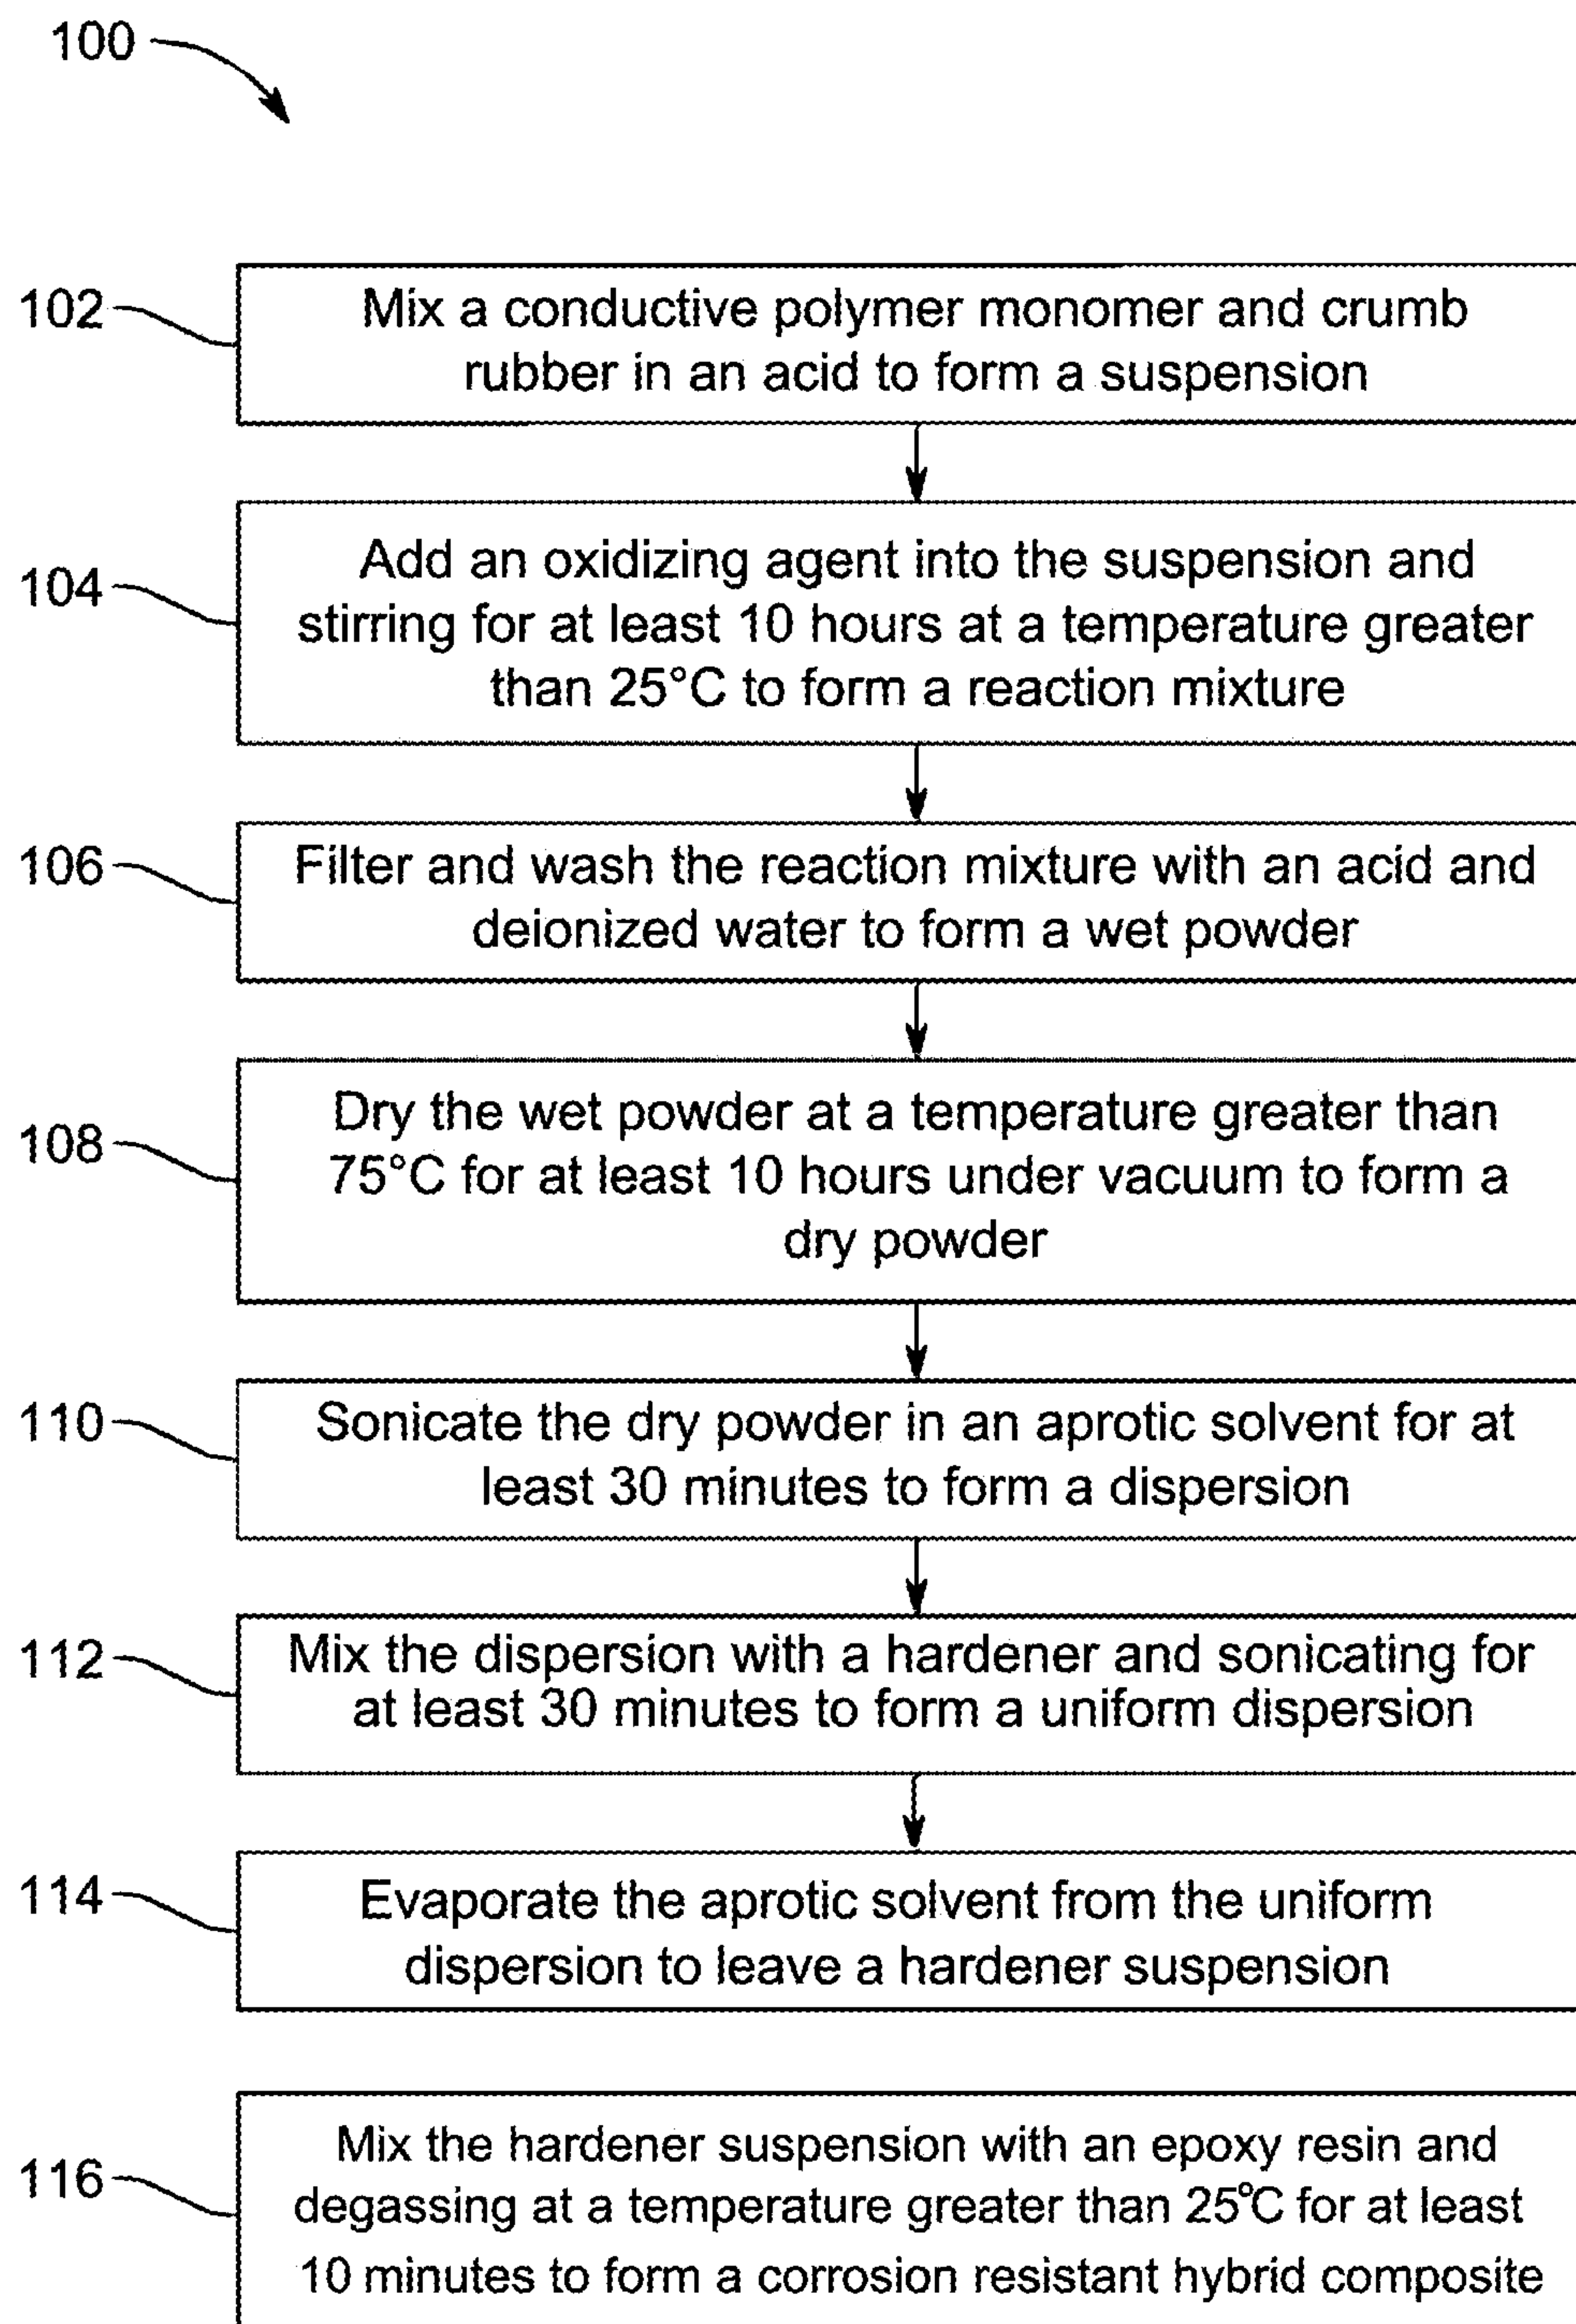 100
102
Mix a conductive polymer monomer and crumb
rubber in an acid to form a suspension
104
Add an oxidizing agent into the suspension and
stirring for at least 10 hours at a temperature greater
than 25°C to form a reaction mixture
106
Filter and wash the reaction mixture with an acid and
deionized water to form a wet powder
108
Dry the wet powder at a temperature greater than
75°C for at least 10 hours under vacuum to form a
dry powder
110
Sonicate the dry powder in an aprotic solvent for at
least 30 minutes to form a dispersion
112
Mix the dispersion with a hardener and sonicating for
at least 30 minutes to form a uniform dispersion
114
Evaporate the aprotic solvent from the uniform
dispersion to leave a hardener suspension
116
Mix the hardener suspension with an epoxy resin and
degassing at a temperature greater than 25°C for at least
10 minutes to form a corrosion resistant hybrid composite